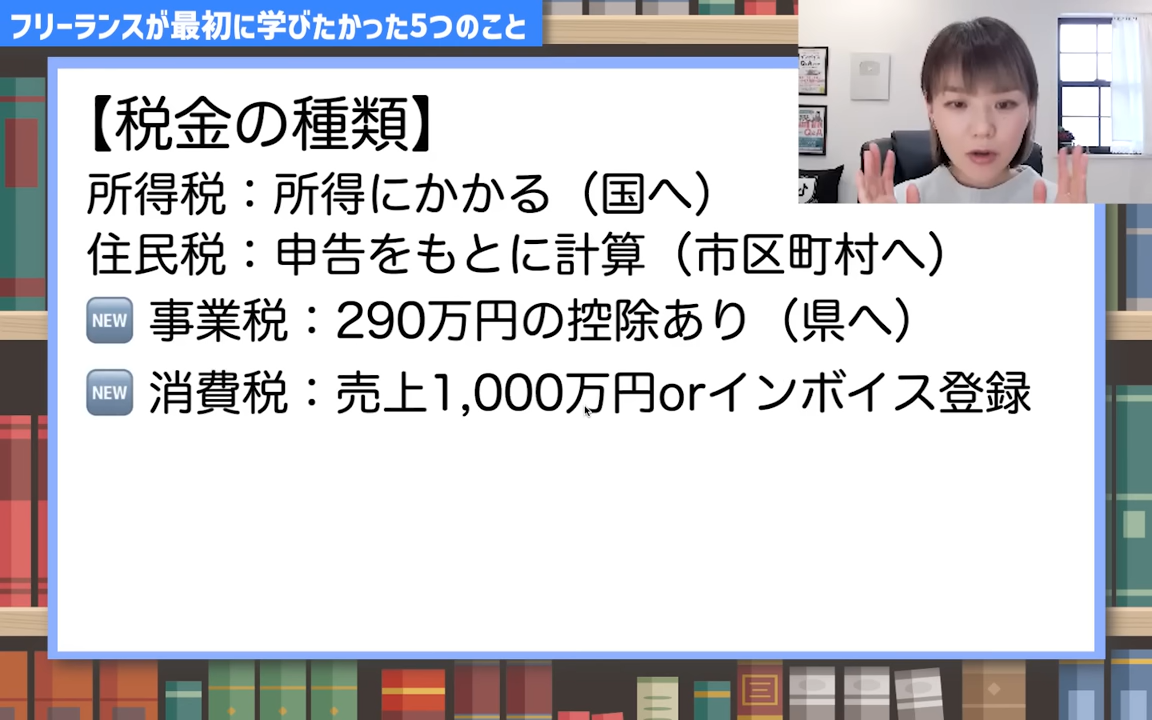 フリーランスが最初に学びたかった5つのこと
【税金の種類】
所得税：所得にかかる（国へ）
住民税：申告をもとに計算（市区町村へ）
NEW 事業税：290万円の控除あり（県へ）
NEW 消費税：売上1,000万円orインボイス登録